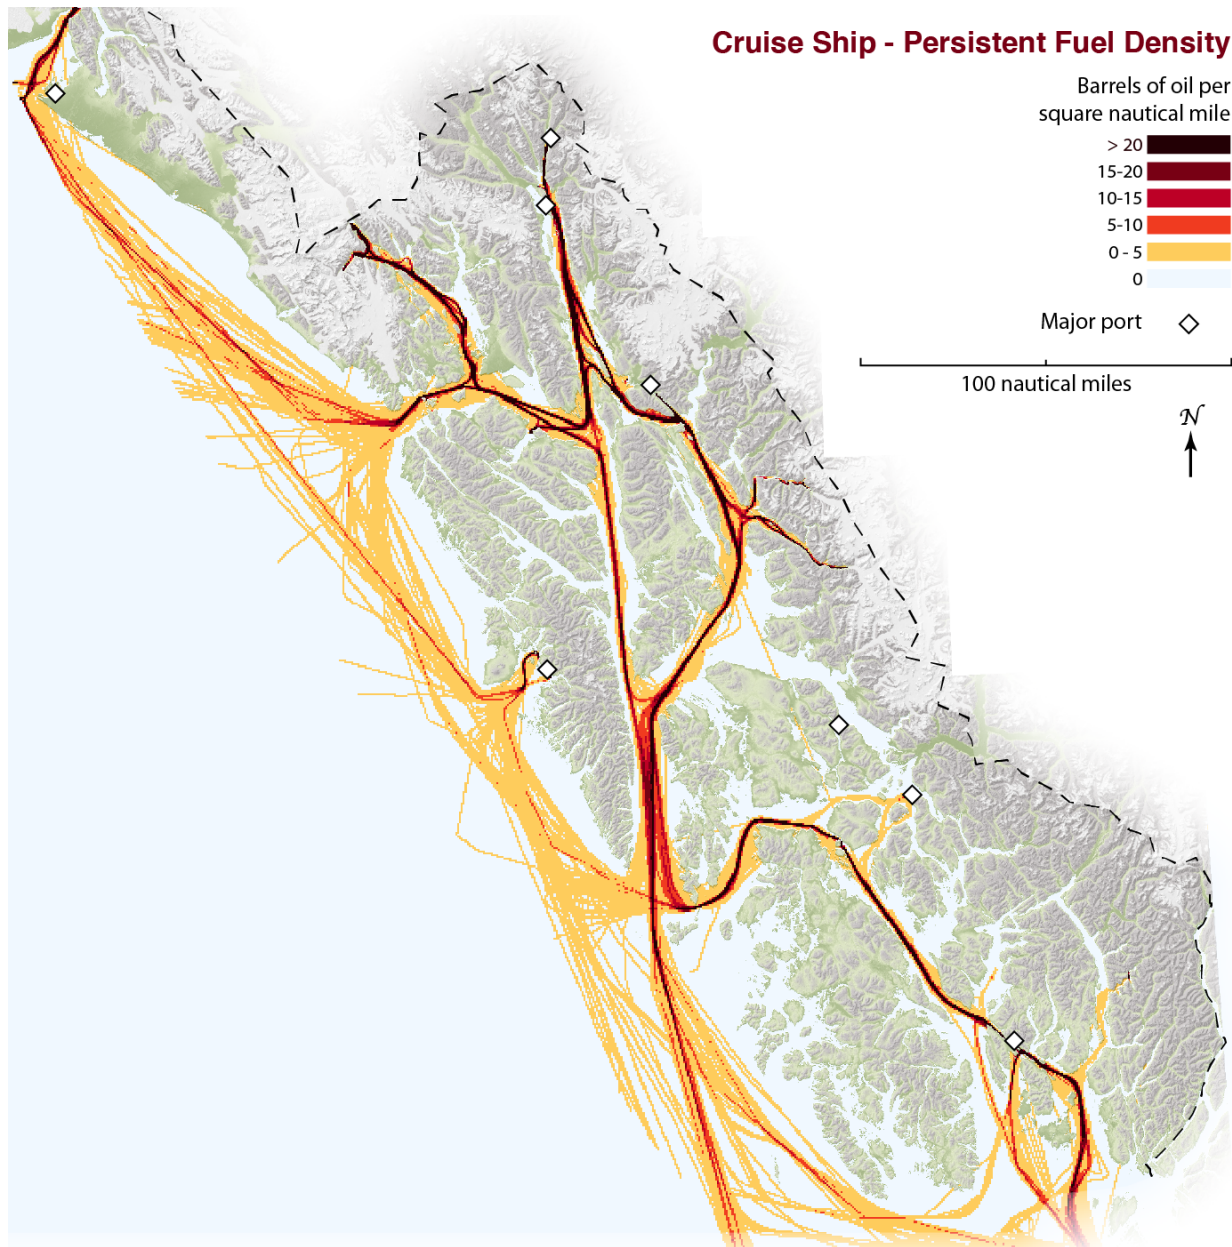 Cruise Ship - Persistent Fuel Density
Barrels of oil per
square nautical mile
> 20
15-20
10-15
5-10
0 - 5
0
Major port
100 nautical miles
N